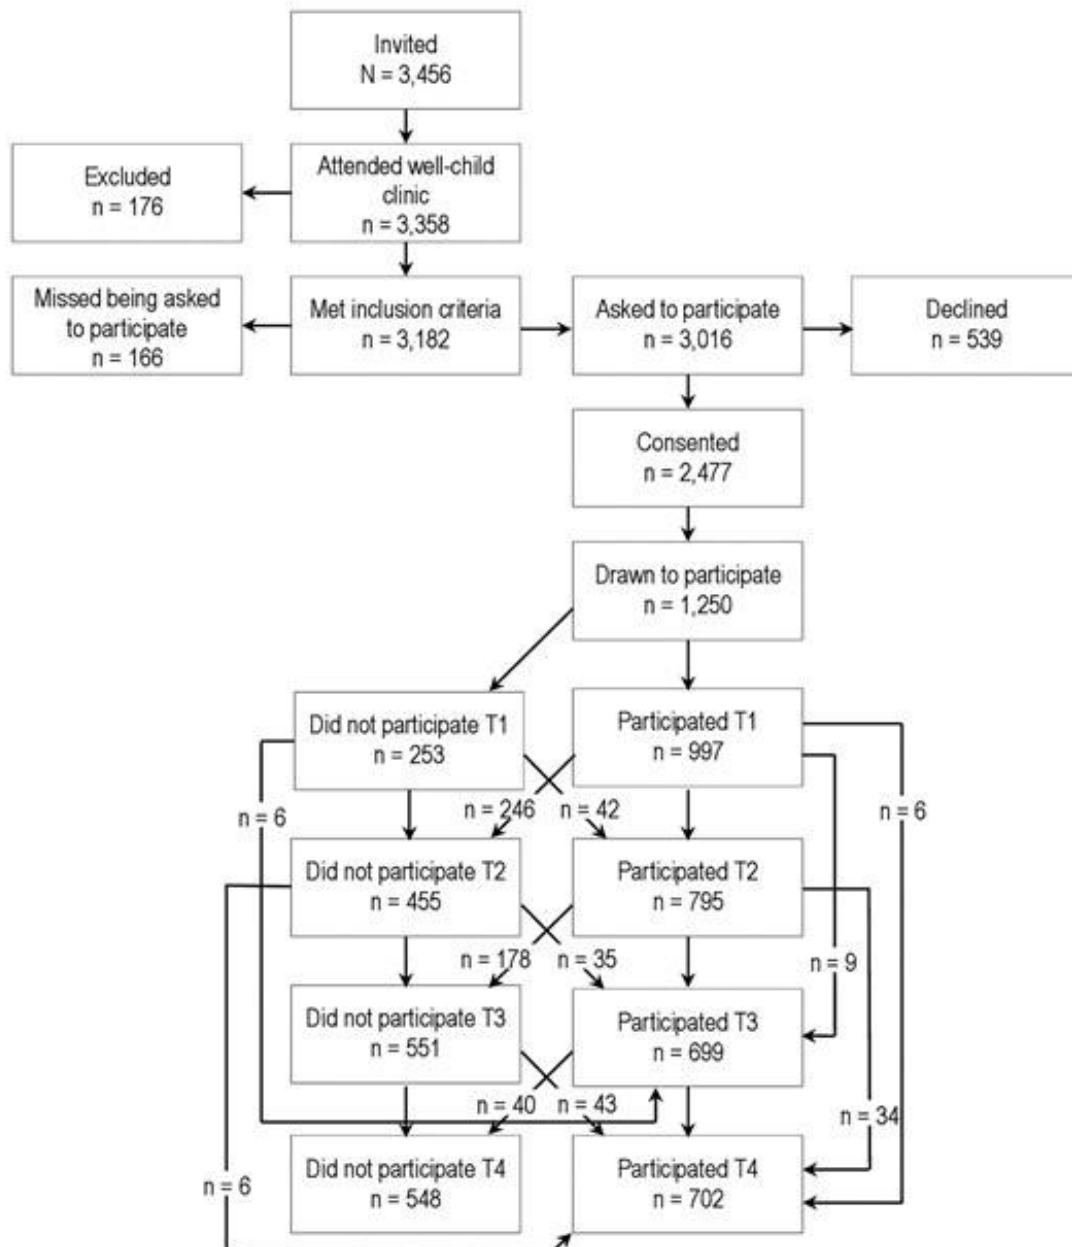 Invited
N = 3,456
Excluded
n = 176
Attended well-child
clinic
n = 3,358
Missed being asked
to participate
n = 166
Met inclusion criteria
n = 3,182
Asked to participate
n = 3,016
Declined
n = 539
Consented
n = 2,477
Drawn to participate
n = 1,250
Did not participate T1
n = 253
Participated T1
n = 997
n = 6
n = 246
n = 42
n = 6
Did not participate T2
n = 455
Participated T2
n = 795
n = 178
n = 35
n = 9
Did not participate T3
n = 551
Participated T3
n = 699
n = 40
n = 43
n = 34
n = 6
Did not participate T4
n = 548
Participated T4
n = 702